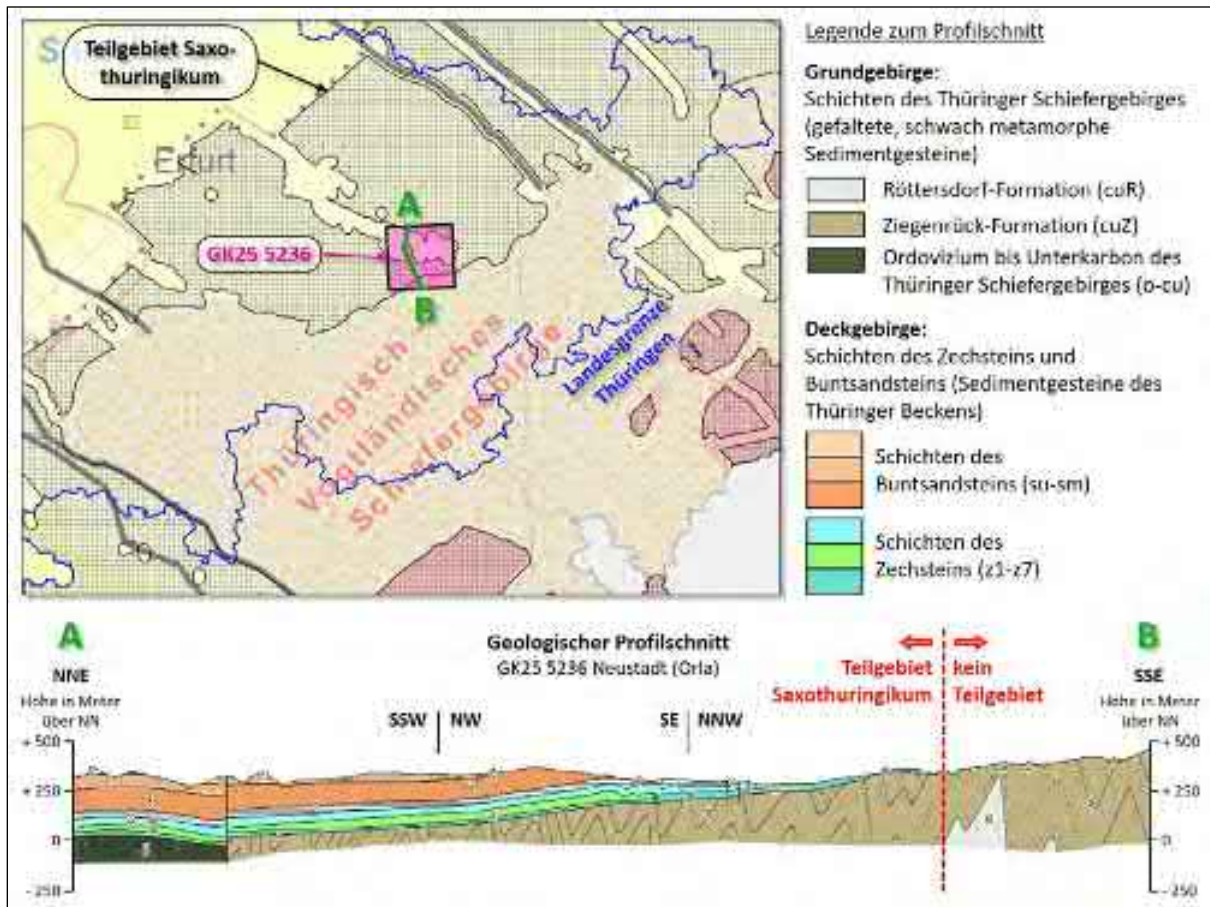 Teilgebiet Saxo-
thuringikum
Erfurt
A
GK25 5236
B
Thüringisch
Vogtländisches
Schiefergebirge
Landesgrenze
Thüringen
Legende zum Profilschnitt
Grundgebirge:
Schichten des Thüringer Schiefergebirges
(gefaltete, schwach metamorphe
Sedimentgesteine)
Röttersdorf-Formation (cuR)
Ziegenrück-Formation (cuZ)
Ordovizium bis Unterkarbon des
Thüringer Schiefergebirges (o-cu)
Deckgebirge:
Schichten des Zechsteins und
Buntsandsteins (Sedimentgesteine des
Thüringer Beckens)
Schichten des
Buntsandsteins (su-sm)
Schichten des
Zechsteins (z1-z7)
A
NNE
Höhe in Meter
über NN
Geologischer Profilschnitt
GK25 5236 Neustadt (Orla)
SSW NW
SE NNW
Teilgebiet
Saxothuringikum
kein
Teilgebiet
B
SSE
Höhe in Meter
über NN
+ 500
+ 250
0
- 250
+ 500
+ 250
0
- 250